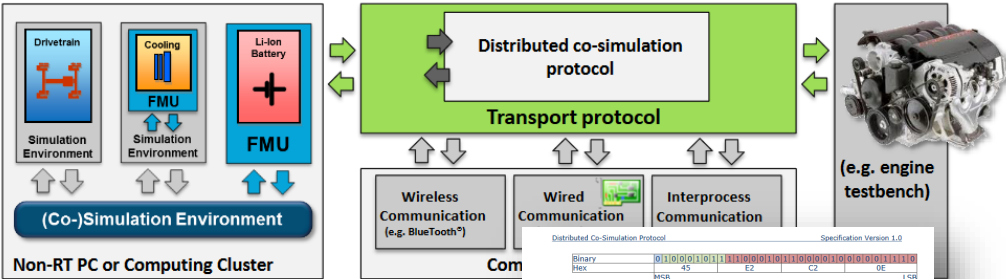 Drivetrain
Simulation
Environment
Cooling
FMU
Simulation
Environment
Li-Ion
Battery
FMU
(Co-)Simulation Environment
Non-RT PC or Computing Cluster
Distributed co-simulation
protocol
Transport protocol
Wireless
Communication
(e.g. BlueTooth®)
Wired
Communication
Interprocess
Communication
Com
(e.g. engine
testbench)
Distributed Co-Simulation Protocol Specification Version 1.0
Binary 0 1 0 0 0 1 0 1 1 1 1 0 0 0 1 0 1 1 0 0 0 0 1 0 0 0 0 0 1 1 1 0
Hex 45 E2 C2 0E
MSB LSB